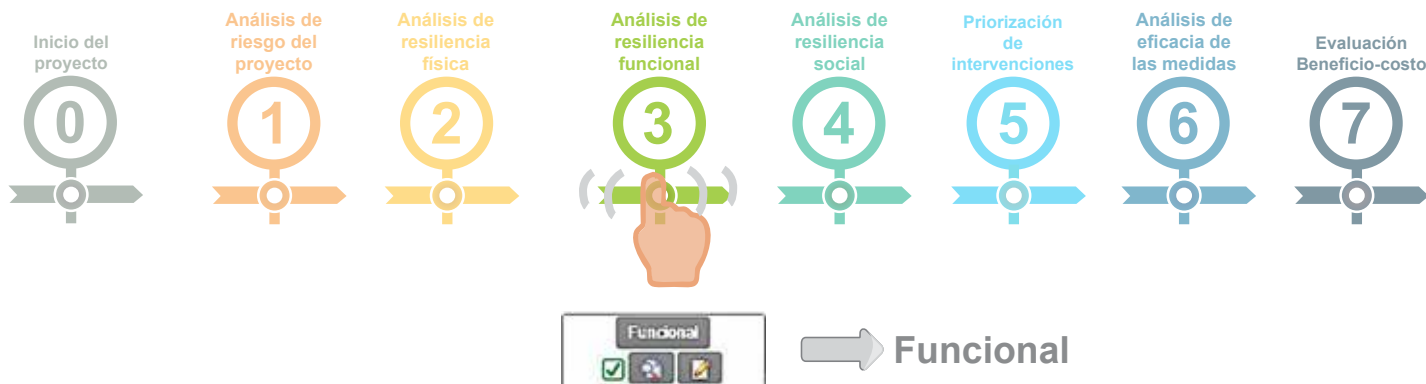 Inicio del
proyecto
0
Análisis de
riesgo del
proyecto
1
Análisis de
resiliencia
física
2
Análisis de
resiliencia
funcional
3
Análisis de
resiliencia
social
4
Priorización
de
intervenciones
5
Análisis de
eficacia de
las medidas
6
Evaluación
Beneficio-costo
7
Funcional
Funcional